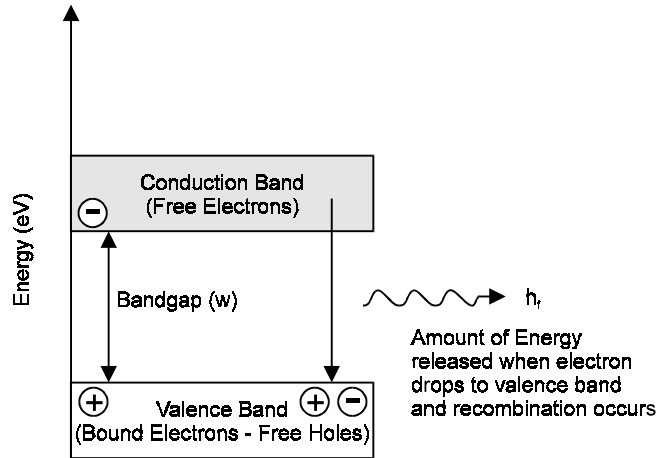 Energy (eV)
Conduction Band
(Free Electrons)
Bandgap (w)
hf
Amount of Energy
released when electron
drops to valence band
and recombination occurs
Valence Band
(Bound Electrons - Free Holes)